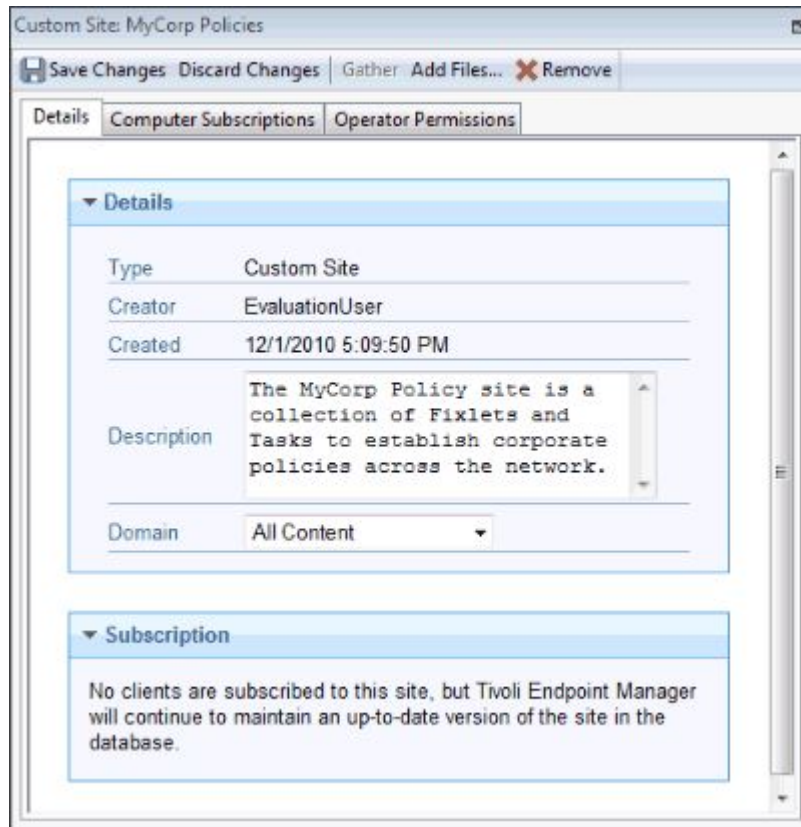 Custom Site: MyCorp Policies
Save Changes Discard Changes Gather Add Files... Remove
Details Computer Subscriptions Operator Permissions
Details
Type Custom Site
Creator EvaluationUser
Created 12/1/2010 5:09:50 PM
Description
The MyCorp Policy site is a
collection of Fixlets and
Tasks to establish corporate
policies across the network.
Domain All Content
Subscription
No clients are subscribed to this site, but Tivoli Endpoint Manager
will continue to maintain an up-to-date version of the site in the
database.